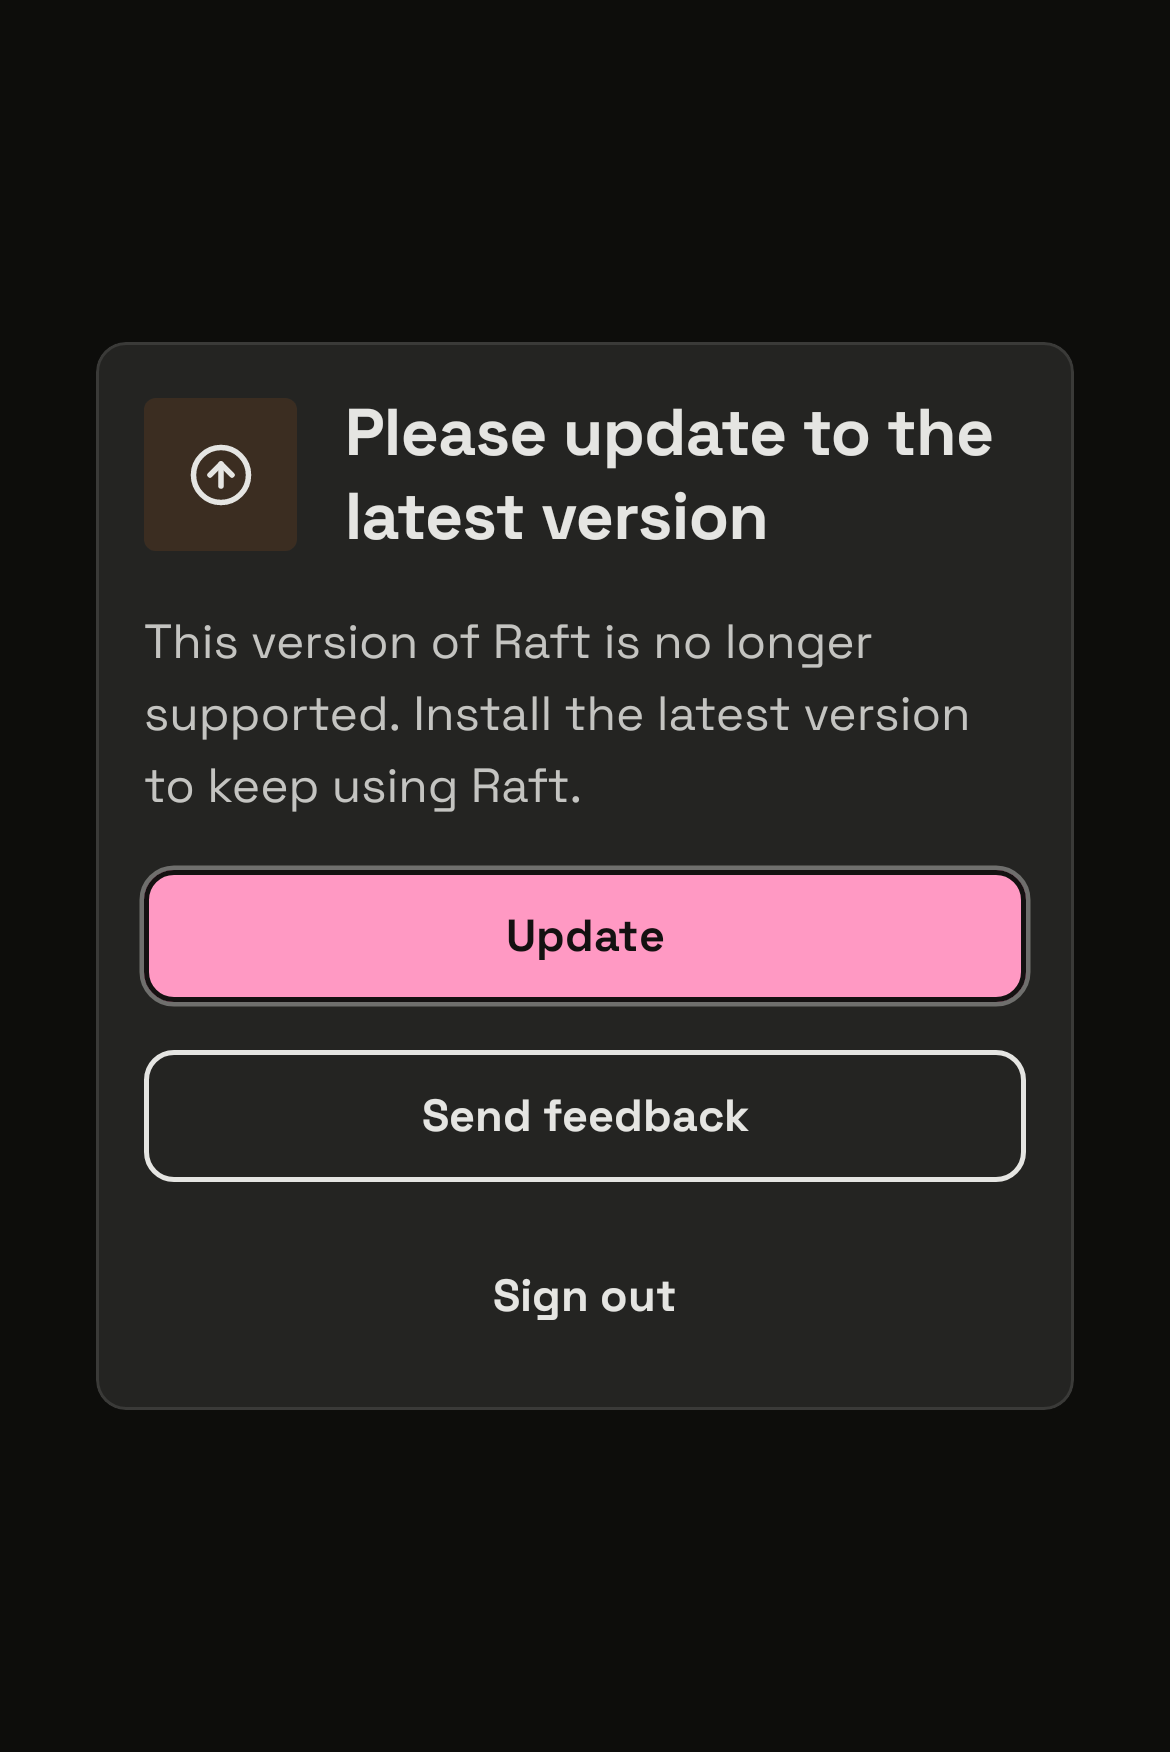 Please update to the
latest version
This version of Raft is no longer
supported. Install the latest version
to keep using Raft.
Update
Send feedback
Sign out